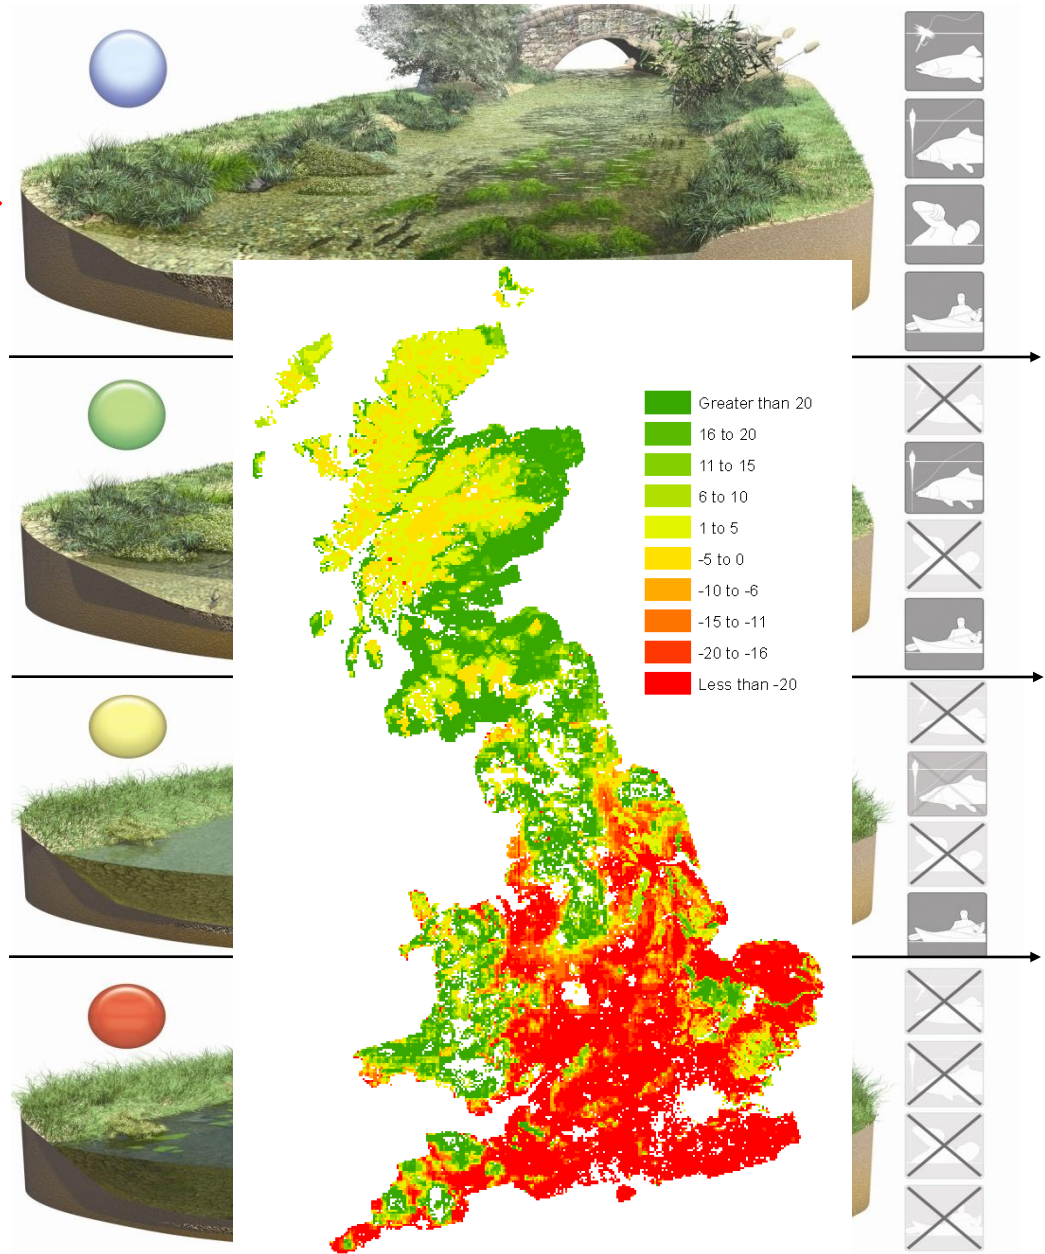 Greater than 20
16 to 20
11 to 15
6 to 10
1 to 5
-5 to 0
-10 to -6
-15 to -11
-20 to -16
Less than -20